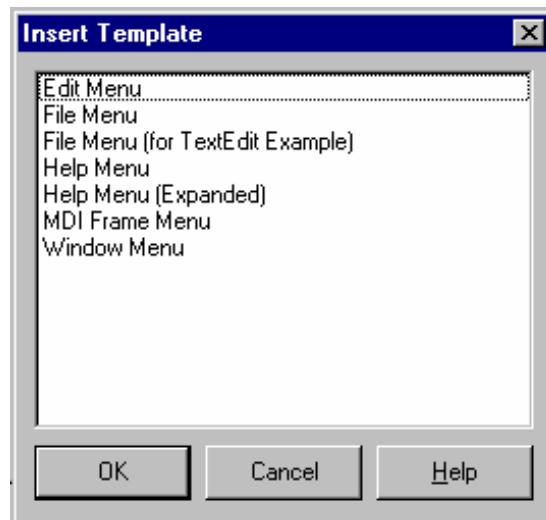 Insert Template
Edit Menu
File Menu
File Menu (for TextEdit Example)
Help Menu
Help Menu (Expanded)
MDI Frame Menu
Window Menu
OK
Cancel
Help